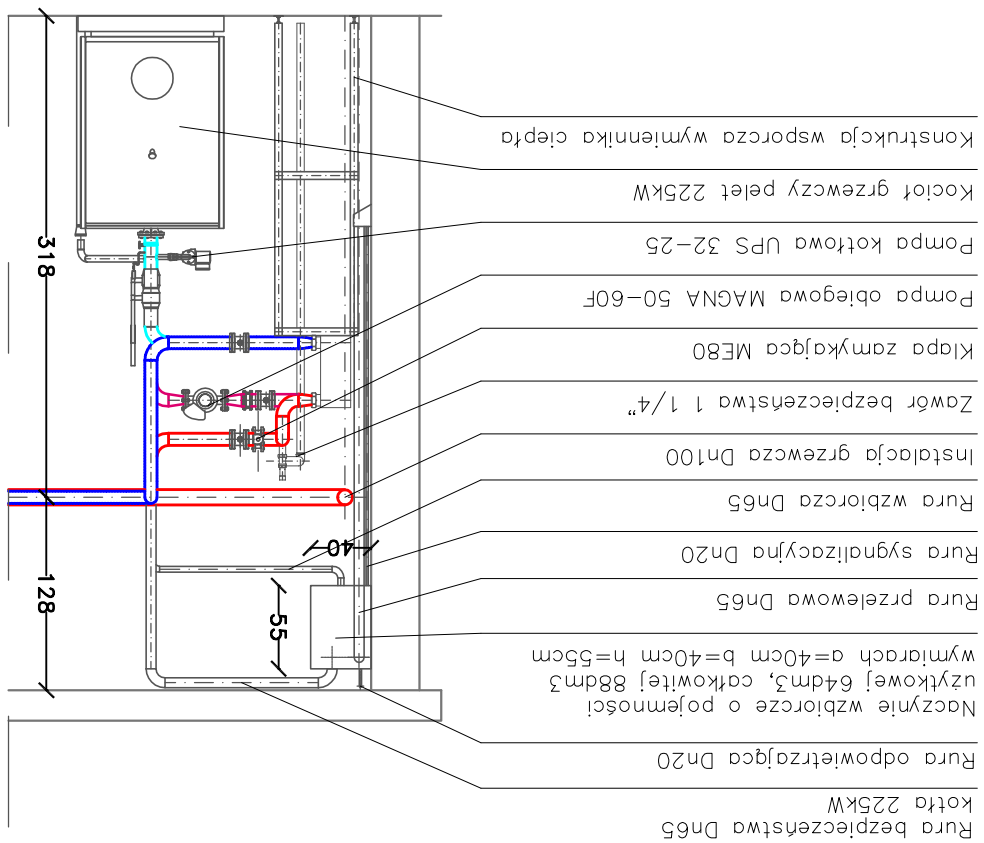 Rura bezpieczeństwa Dn65
kotła 225kW
Rura odpowietrzająca Dn20
Naczynie wzbiorcze o pojemności
użytkowej 64dm3, całkowitej 88dm3
wymiarach a=40cm b=40cm h=55cm
Rura przelewowa Dn65
Rura sygnalizacyjna Dn20
Rura wzbiorcza Dn65
Instalacja grzewcza Dn100
Zawór bezpieczeństwa 1 1/4"
Klapa zamykająca ME80
Pompa obiegowa MAGNA 50-60F
Pompa kotłowa UPS 32-25
Kocioł grzewczy pelet 225kW
Konstrukcja wsporcza wymiennika ciepła
40
55
128
318